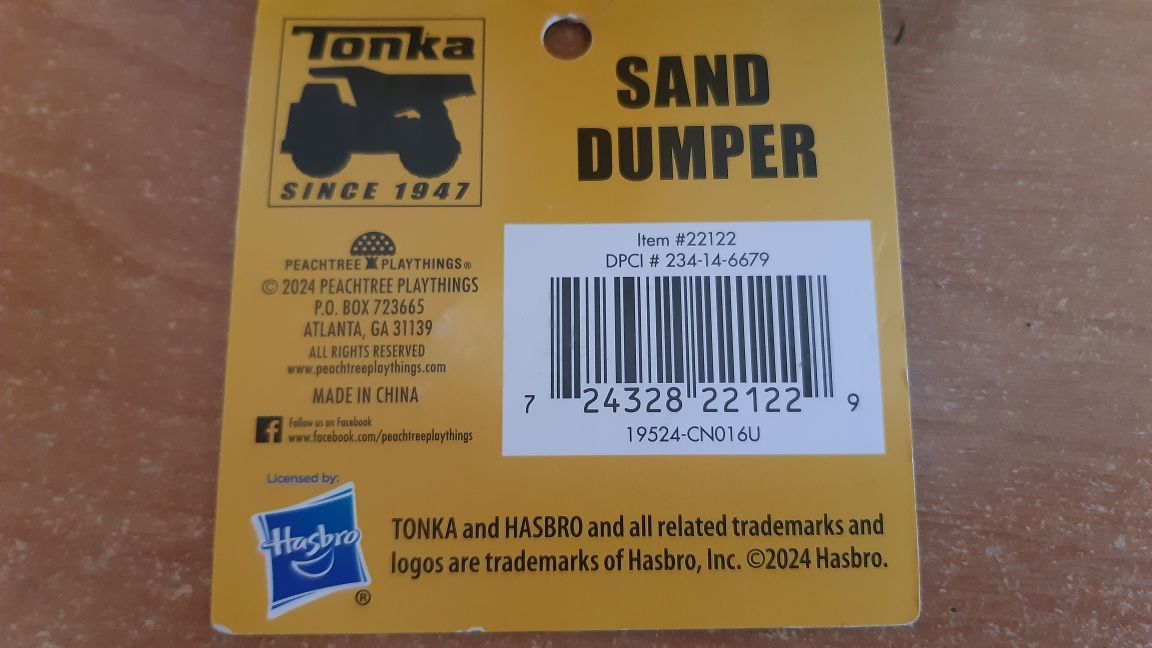 Tonka
SINCE 1947
SAND
DUMPER
PEACHTREE PLAYTHINGS®
© 2024 PEACHTREE PLAYTHINGS
P.O. BOX 723665
ATLANTA, GA 31139
ALL RIGHTS RESERVED
www.peachtreeplaythings.com
MADE IN CHINA
f Follow us on Facebook
www.facebook.com/peachtreeplaythings
Item #22122
DPCI # 234-14-6679
7 24328 22122 9
19524-CN016U
Licensed by:
Hasbro
®
TONKA and HASBRO and all related trademarks and
logos are trademarks of Hasbro, Inc. ©2024 Hasbro.